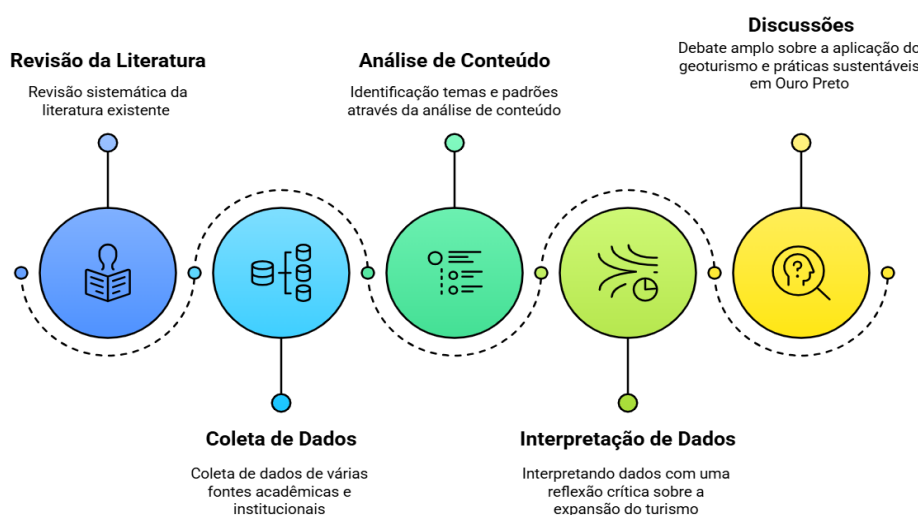 Revisão da Literatura
Revisão sistemática da
literatura existente
Coleta de Dados
Coleta de dados de várias
fontes acadêmicas e
institucionais
Análise de Conteúdo
Identificação temas e padrões
através da análise de conteúdo
Interpretação de Dados
Interpretando dados com uma
reflexão crítica sobre a
expansão do turismo
Discussões
Debate amplo sobre a aplicação do
geoturismo e práticas sustentáveis
em Ouro Preto
?